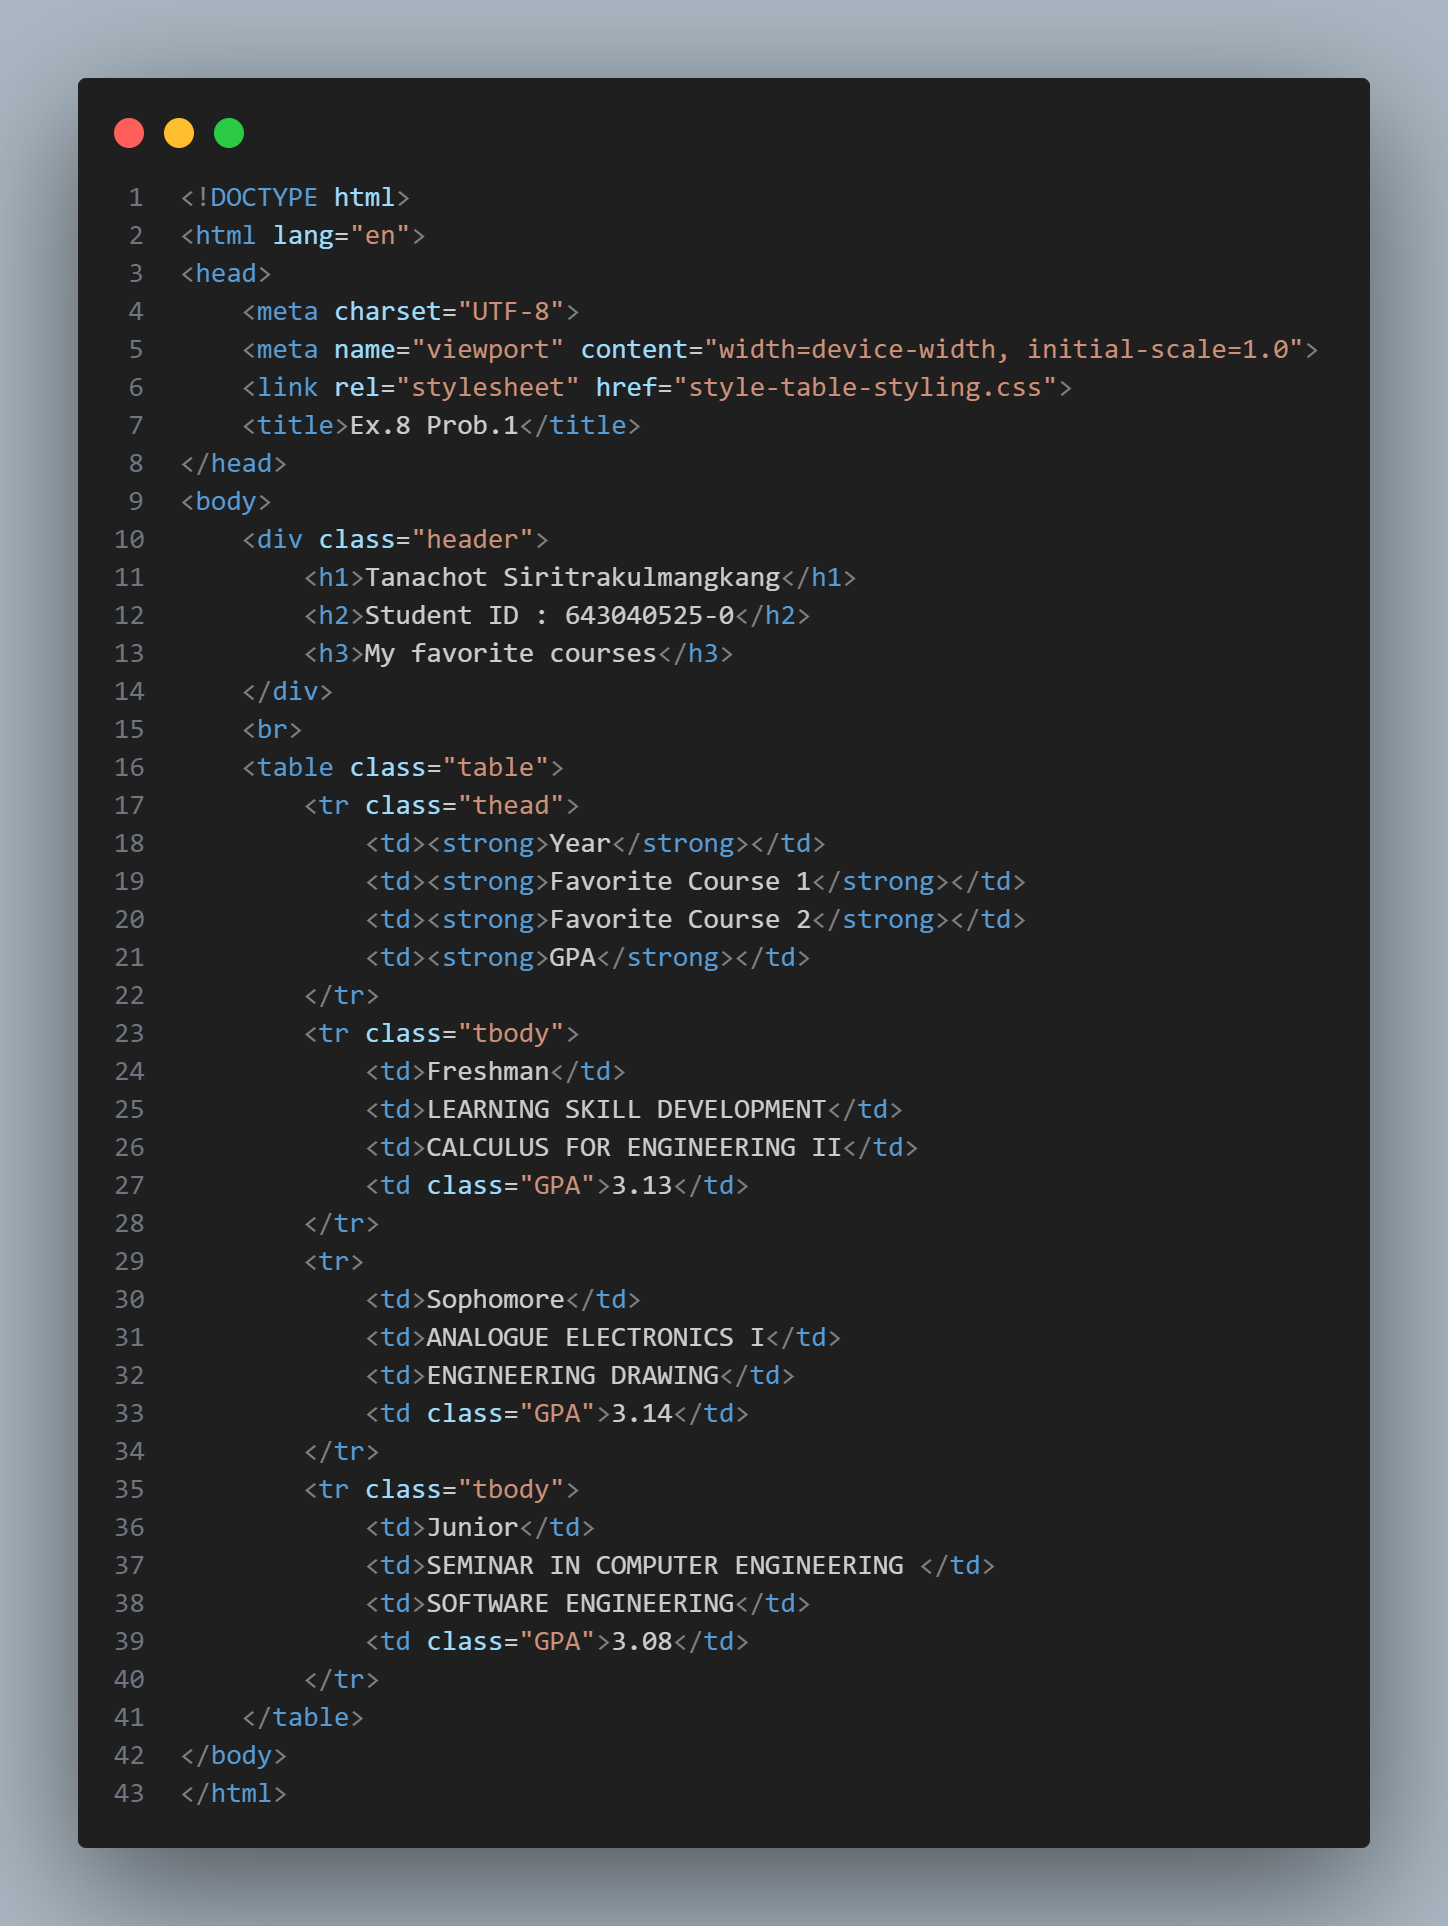 1 <!DOCTYPE html>
2 <html lang="en">
3 <head>
4     <meta charset="UTF-8">
5     <meta name="viewport" content="width=device-width, initial-scale=1.0">
6     <link rel="stylesheet" href="style-table-styling.css">
7     <title>Ex.8 Prob.1</title>
8 </head>
9 <body>
10     <div class="header">
11         <h1>Tanachot Siritrakulmangkang</h1>
12         <h2>Student ID : 643040525-0</h2>
13         <h3>My favorite courses</h3>
14     </div>
15     <br>
16     <table class="table">
17         <tr class="thead">
18             <td><strong>Year</strong></td>
19             <td><strong>Favorite Course 1</strong></td>
20             <td><strong>Favorite Course 2</strong></td>
21             <td><strong>GPA</strong></td>
22         </tr>
23         <tr class="tbody">
24             <td>Freshman</td>
25             <td>LEARNING SKILL DEVELOPMENT</td>
26             <td>CALCULUS FOR ENGINEERING II</td>
27             <td class="GPA">3.13</td>
28         </tr>
29         <tr>
30             <td>Sophomore</td>
31             <td>ANALOGUE ELECTRONICS I</td>
32             <td>ENGINEERING DRAWING</td>
33             <td class="GPA">3.14</td>
34         </tr>
35         <tr class="tbody">
36             <td>Junior</td>
37             <td>SEMINAR IN COMPUTER ENGINEERING </td>
38             <td>SOFTWARE ENGINEERING</td>
39             <td class="GPA">3.08</td>
40         </tr>
41     </table>
42 </body>
43 </html>